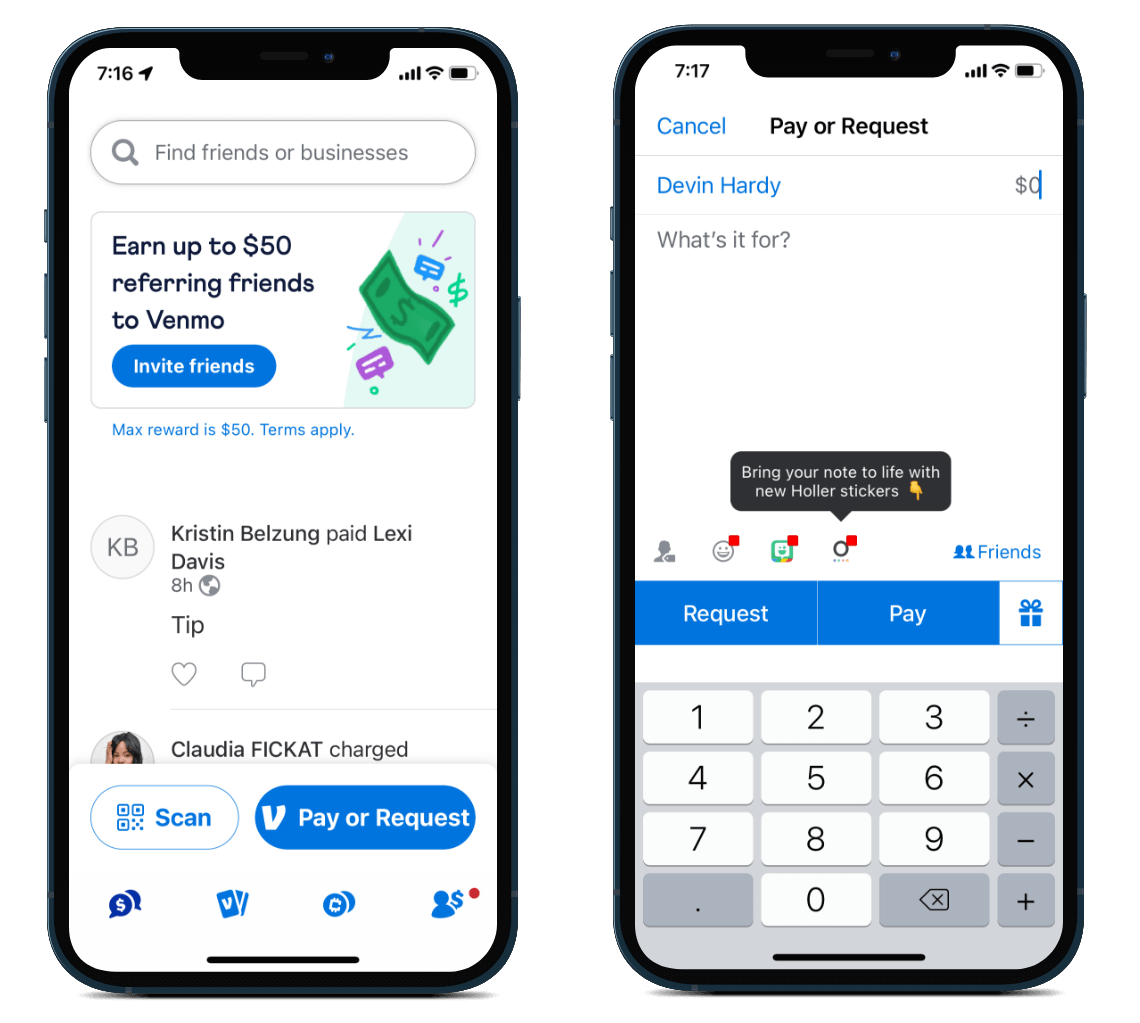 7:16
Find friends or businesses
Earn up to $50
referring friends
to Venmo
Invite friends
Max reward is $50. Terms apply.
KB
Kristin Belzung paid Lexi
Davis
8h
Tip
Claudia FICKAT charged
Scan
Pay or Request
7:17
Cancel
Pay or Request
Devin Hardy
$0
What's it for?
Bring your note to life with
new Holler stickers 👇
Friends
Request
Pay
1 2 3 ÷
4 5 6 ×
7 8 9 −
. 0 +